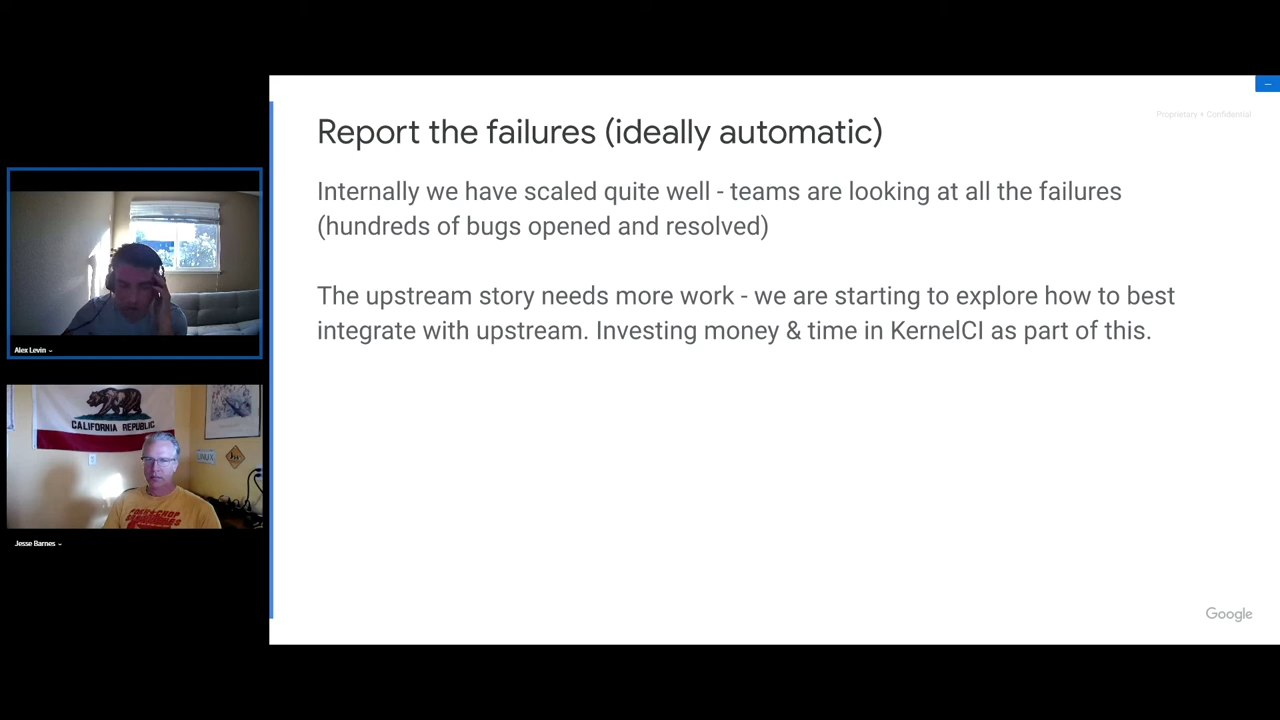 Proprietary + Confidential
Report the failures (ideally automatic)
Internally we have scaled quite well - teams are looking at all the failures
(hundreds of bugs opened and resolved)
The upstream story needs more work - we are starting to explore how to best
integrate with upstream. Investing money & time in KernelCI as part of this.
Google
Alex Levin
CALIFORNIA REPUBLIC
LINUX
Jesse Barnes